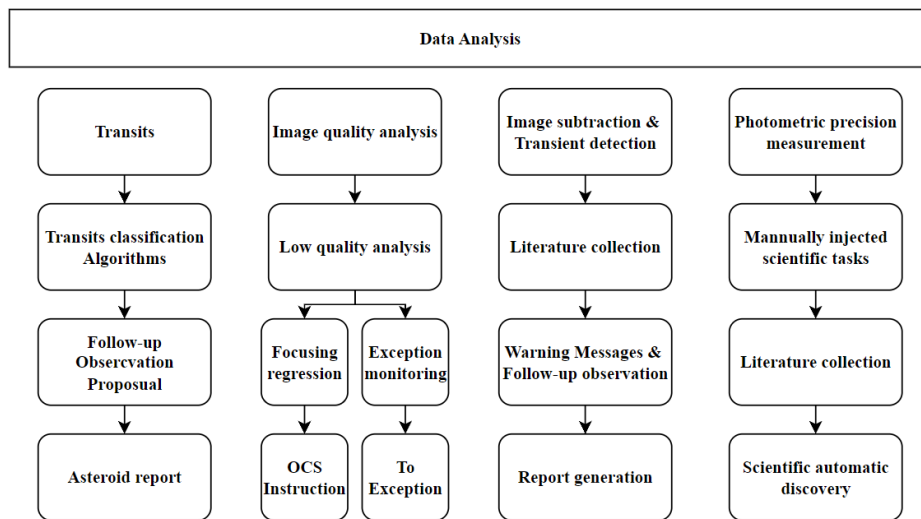 Data Analysis
Transits
Image quality analysis
Image subtraction &
Transient detection
Photometric precision
measurement
Transits classification
Algorithms
Low quality analysis
Literature collection
Mannually injected
scientific tasks
Follow-up
Obsercvation
Proposual
Focusing
regression
Exception
monitoring
Warning Messages &
Follow-up observation
Literature collection
Asteroid report
OCS
Instruction
To
Exception
Report generation
Scientific automatic
discovery